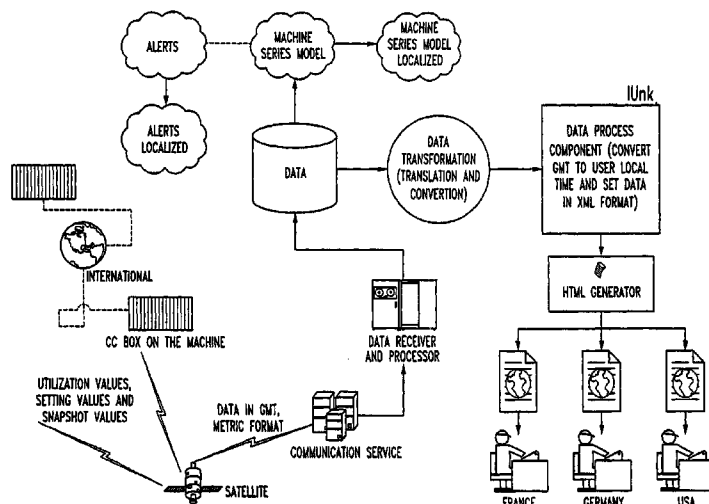 ALERTS
MACHINE
SERIES MODEL
MACHINE
SERIES MODEL
LOCALIZED
ALERTS
LOCALIZED
IUnk
DATA
DATA
TRANSFORMATION
(TRANSLATION AND
CONVERTION)
DATA PROCESS
COMPONENT (CONVERT
GMT TO USER LOCAL
TIME AND SET DATA
IN XML FORMAT)
INTERNATIONAL
HTML GENERATOR
CC BOX ON THE MACHINE
DATA RECEIVER
AND PROCESSOR
UTILIZATION VALUES,
SETTING VALUES AND
SNAPSHOT VALUES
DATA IN GMT,
METRIC FORMAT
COMMUNICATION SERVICE
SATELLITE
FRANCE
GERMANY
USA